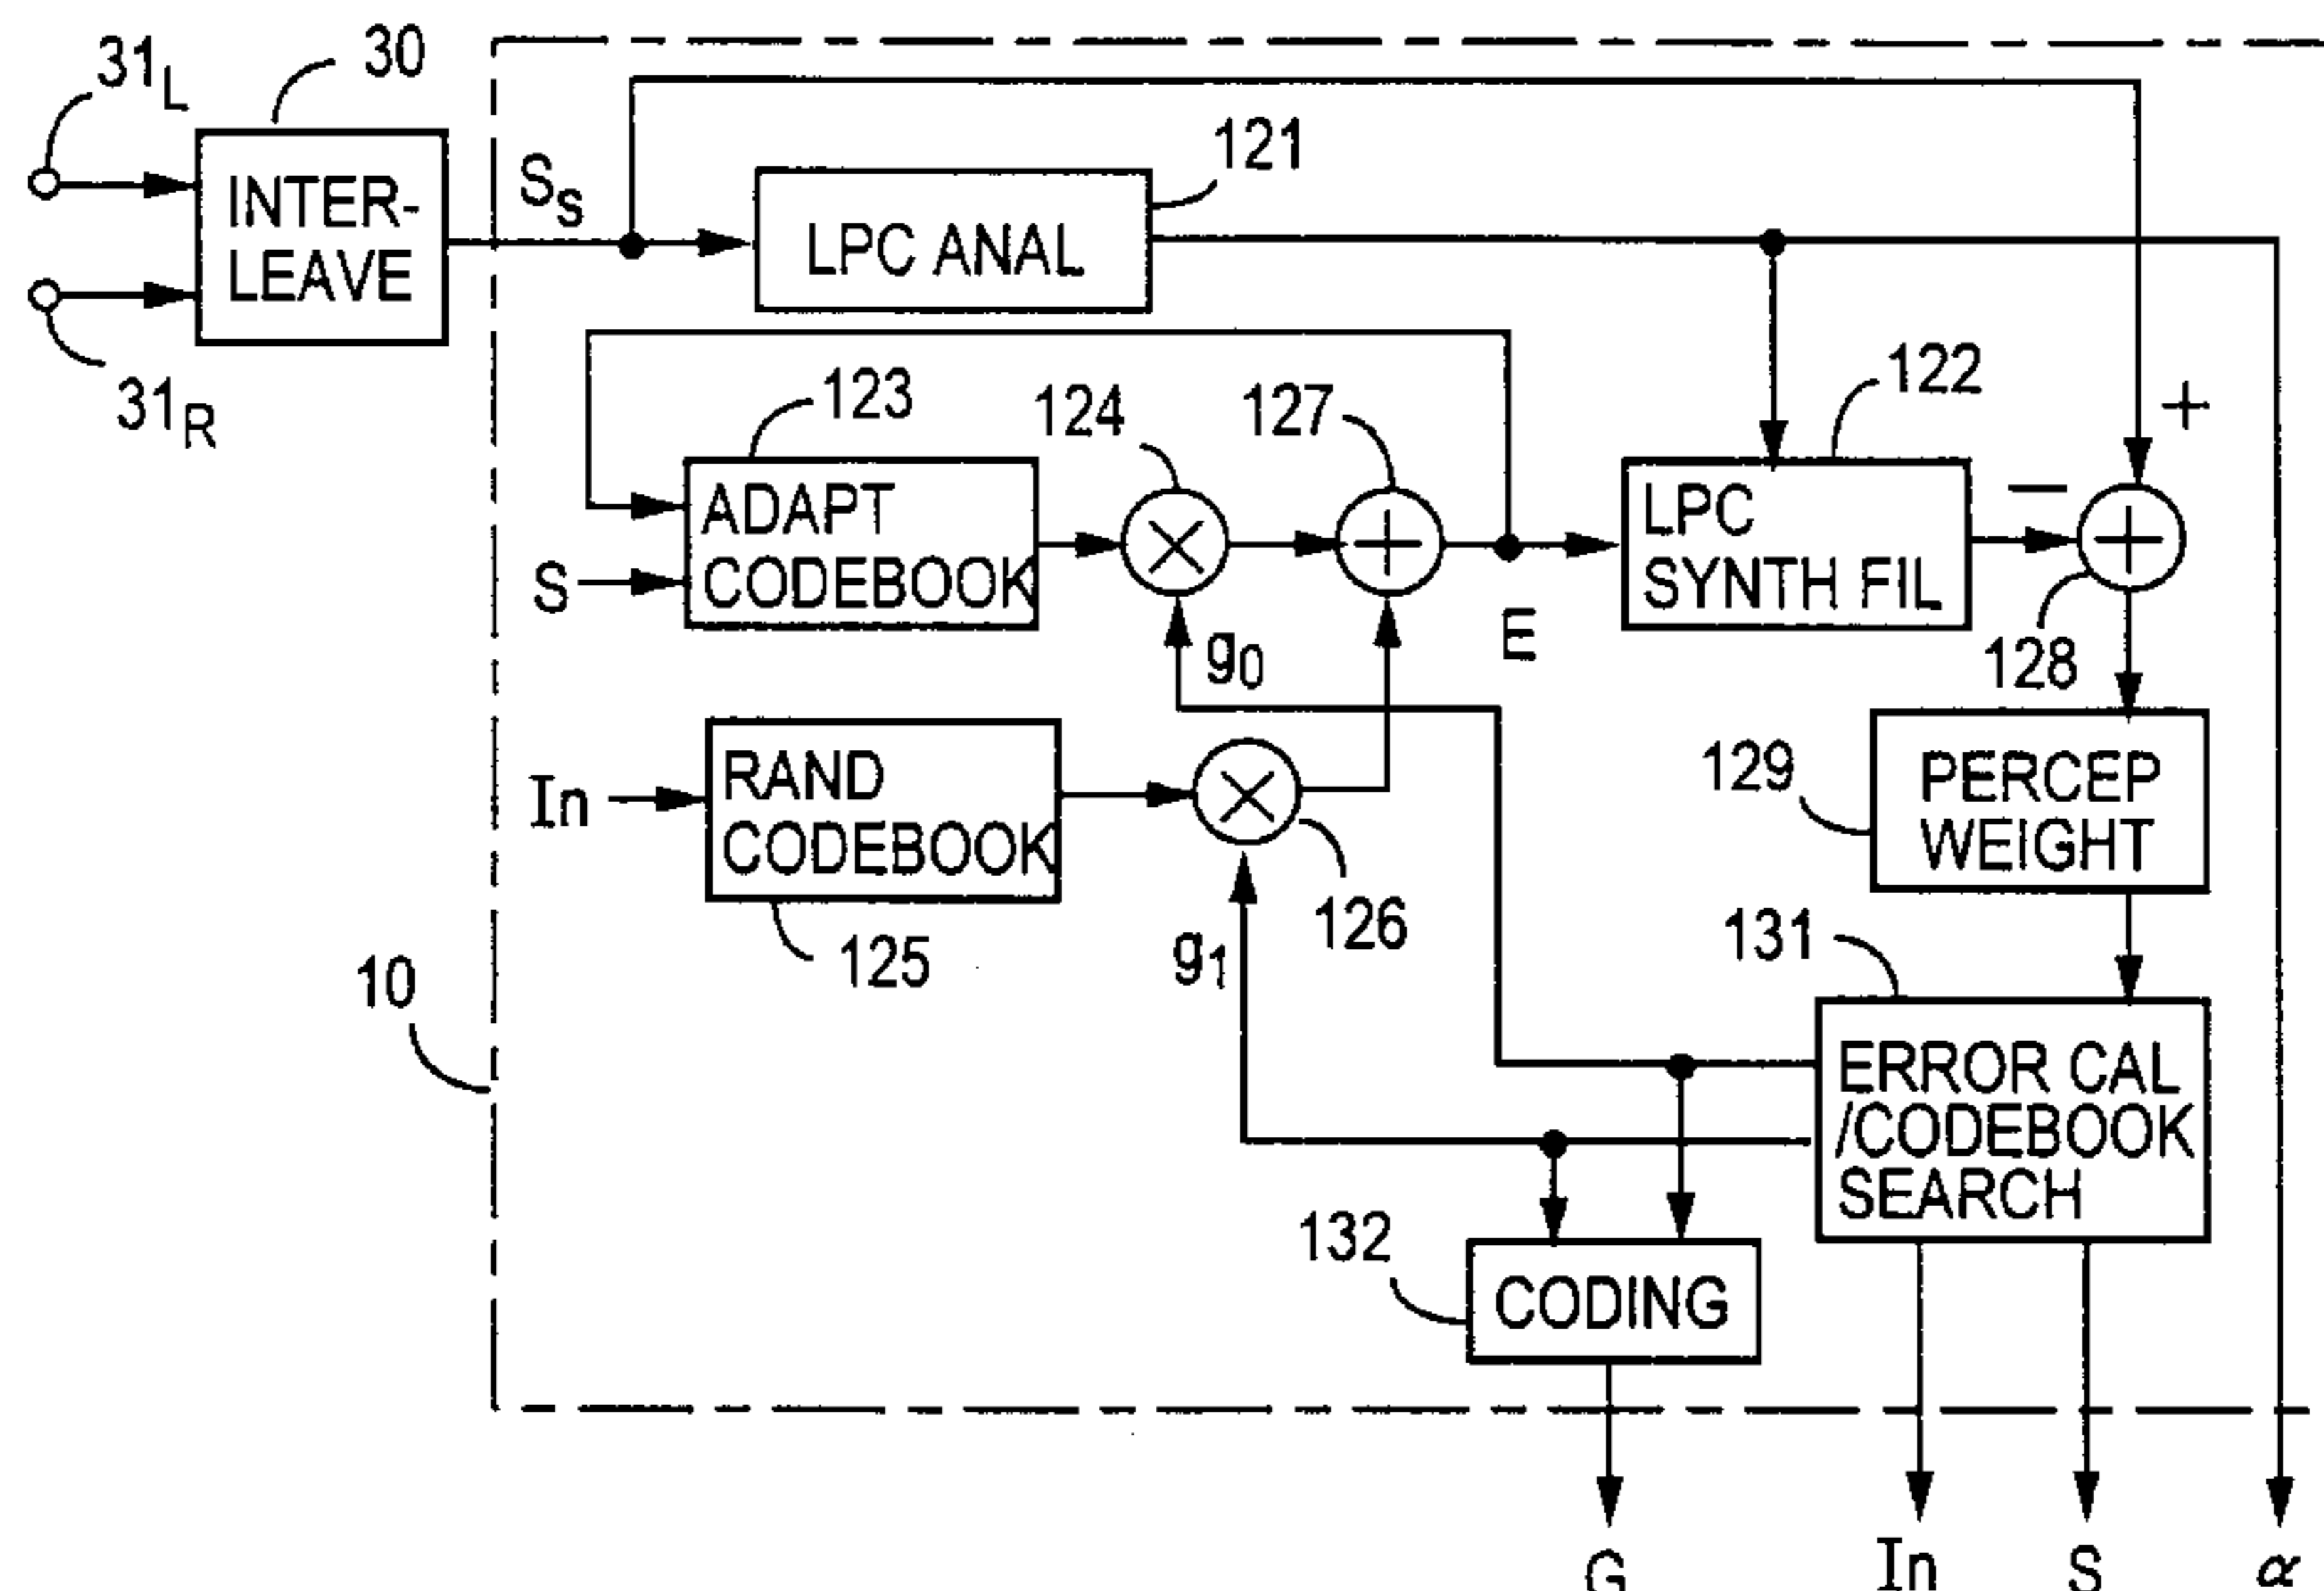 31L
30
INTER-
LEAVE
31R
Ss
121
LPC ANAL
123
124
127
122
+
ADAPT
CODEBOOK
S
g0
E
LPC
SYNTH FIL
−
128
In
RAND
CODEBOOK
125
126
g1
129
PERCEP
WEIGHT
131
ERROR CAL
/CODEBOOK
SEARCH
10
132
CODING
G
In
S
α